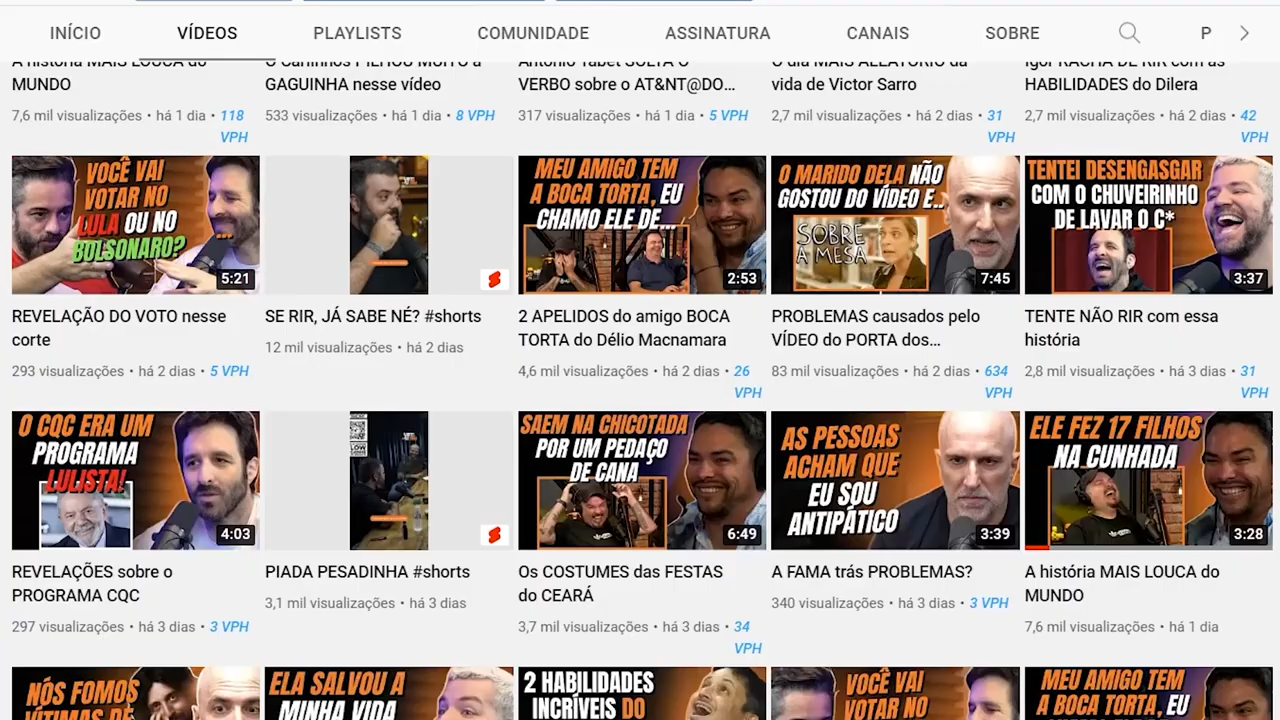 INÍCIO
VÍDEOS
PLAYLISTS
COMUNIDADE
ASSINATURA
CANAIS
SOBRE
P
A história MAIS LOUCA do
MUNDO
7,6 mil visualizações • há 1 dia • 118
VPH
O Carlinhos PILHOU MUITO a
GAGUINHA nesse vídeo
533 visualizações • há 1 dia • 8 VPH
Antonio Tabet SOLTA O
VERBO sobre o AT&NT@DO...
317 visualizações • há 1 dia • 5 VPH
O dia MAIS ALEATÓRIO da
vida de Victor Sarro
2,7 mil visualizações • há 2 dias • 31
VPH
Igor RACHA DE RIR com as
HABILIDADES do Dilera
2,7 mil visualizações • há 2 dias • 42
VPH
VOCÊ VAI
VOTAR NO
LULA OU NO
BOLSONARO?
...
5:21
REVELAÇÃO DO VOTO nesse
corte
293 visualizações • há 2 dias • 5 VPH
SE RIR, JÁ SABE NÉ? #shorts
12 mil visualizações • há 2 dias
MEU AMIGO TEM
A BOCA TORTA, EU
CHAMO ELE DE...
2:53
2 APELIDOS do amigo BOCA
TORTA do Délio Macnamara
4,6 mil visualizações • há 2 dias • 26
VPH
O MARIDO DELA NÃO
GOSTOU DO VÍDEO E..
SOBRE
A MESA
7:45
PROBLEMAS causados pelo
VÍDEO do PORTA dos...
83 mil visualizações • há 2 dias • 634
VPH
TENTEI DESENGASGAR
COM O CHUVEIRINHO
DE LAVAR O C*
3:37
TENTE NÃO RIR com essa
história
2,8 mil visualizações • há 3 dias • 31
VPH
O CQC ERA UM
PROGRAMA
LULISTA!
4:03
REVELAÇÕES sobre o
PROGRAMA CQC
297 visualizações • há 3 dias • 3 VPH
PIADA PESADINHA #shorts
3,1 mil visualizações • há 3 dias
SAEM NA CHICOTADA
POR UM PEDAÇO
DE CANA
6:49
Os COSTUMES das FESTAS
do CEARÁ
3,7 mil visualizações • há 3 dias • 34
VPH
AS PESSOAS
ACHAM QUE
EU SOU
ANTIPÁTICO
3:39
A FAMA trás PROBLEMAS?
340 visualizações • há 3 dias • 3 VPH
ELE FEZ 17 FILHOS
NA CUNHADA
3:28
A história MAIS LOUCA do
MUNDO
7,6 mil visualizações • há 1 dia
NÓS FOMOS
VÍTIMAS DE
ELA SALVOU A
MINHA VIDA
2 HABILIDADES
INCRÍVEIS DO
VOCÊ VAI
VOTAR NO
MEU AMIGO TEM
A BOCA TORTA, EU